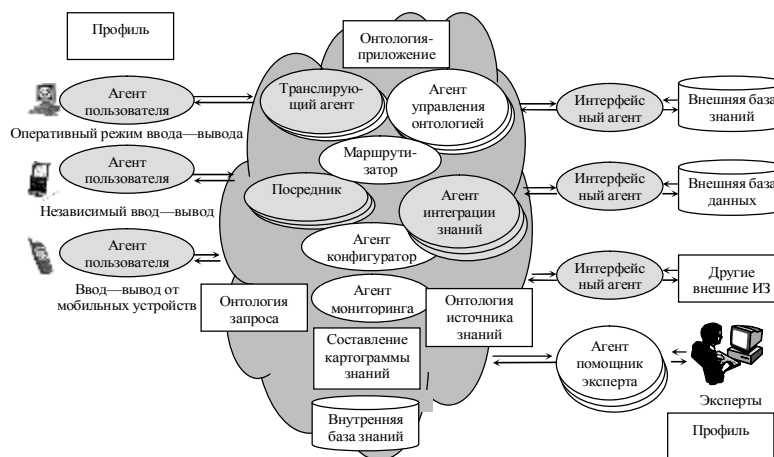 Профиль
Агент
пользователя
Оперативный режим ввода—вывода
Агент
пользователя
Независимый ввод—вывод
Агент
пользователя
Ввод—вывод от
мобильных устройств
Онтология-
приложение
Транслирую-
щий агент
Агент
управления
онтологией
Маршрути-
затор
Посредник
Агент
интеграции
знаний
Агент
конфигуратор
Агент
мониторинга
Онтология
запроса
Онтология
источника
знаний
Составление
картограммы
знаний
Внутренняя
база знаний
Интерфейс
ный агент
Внешняя база
знаний
Интерфейс
ный агент
Внешняя база
данных
Интерфейс
ный агент
Другие
внешние ИЗ
Агент
помощник
эксперта
Эксперты
Профиль